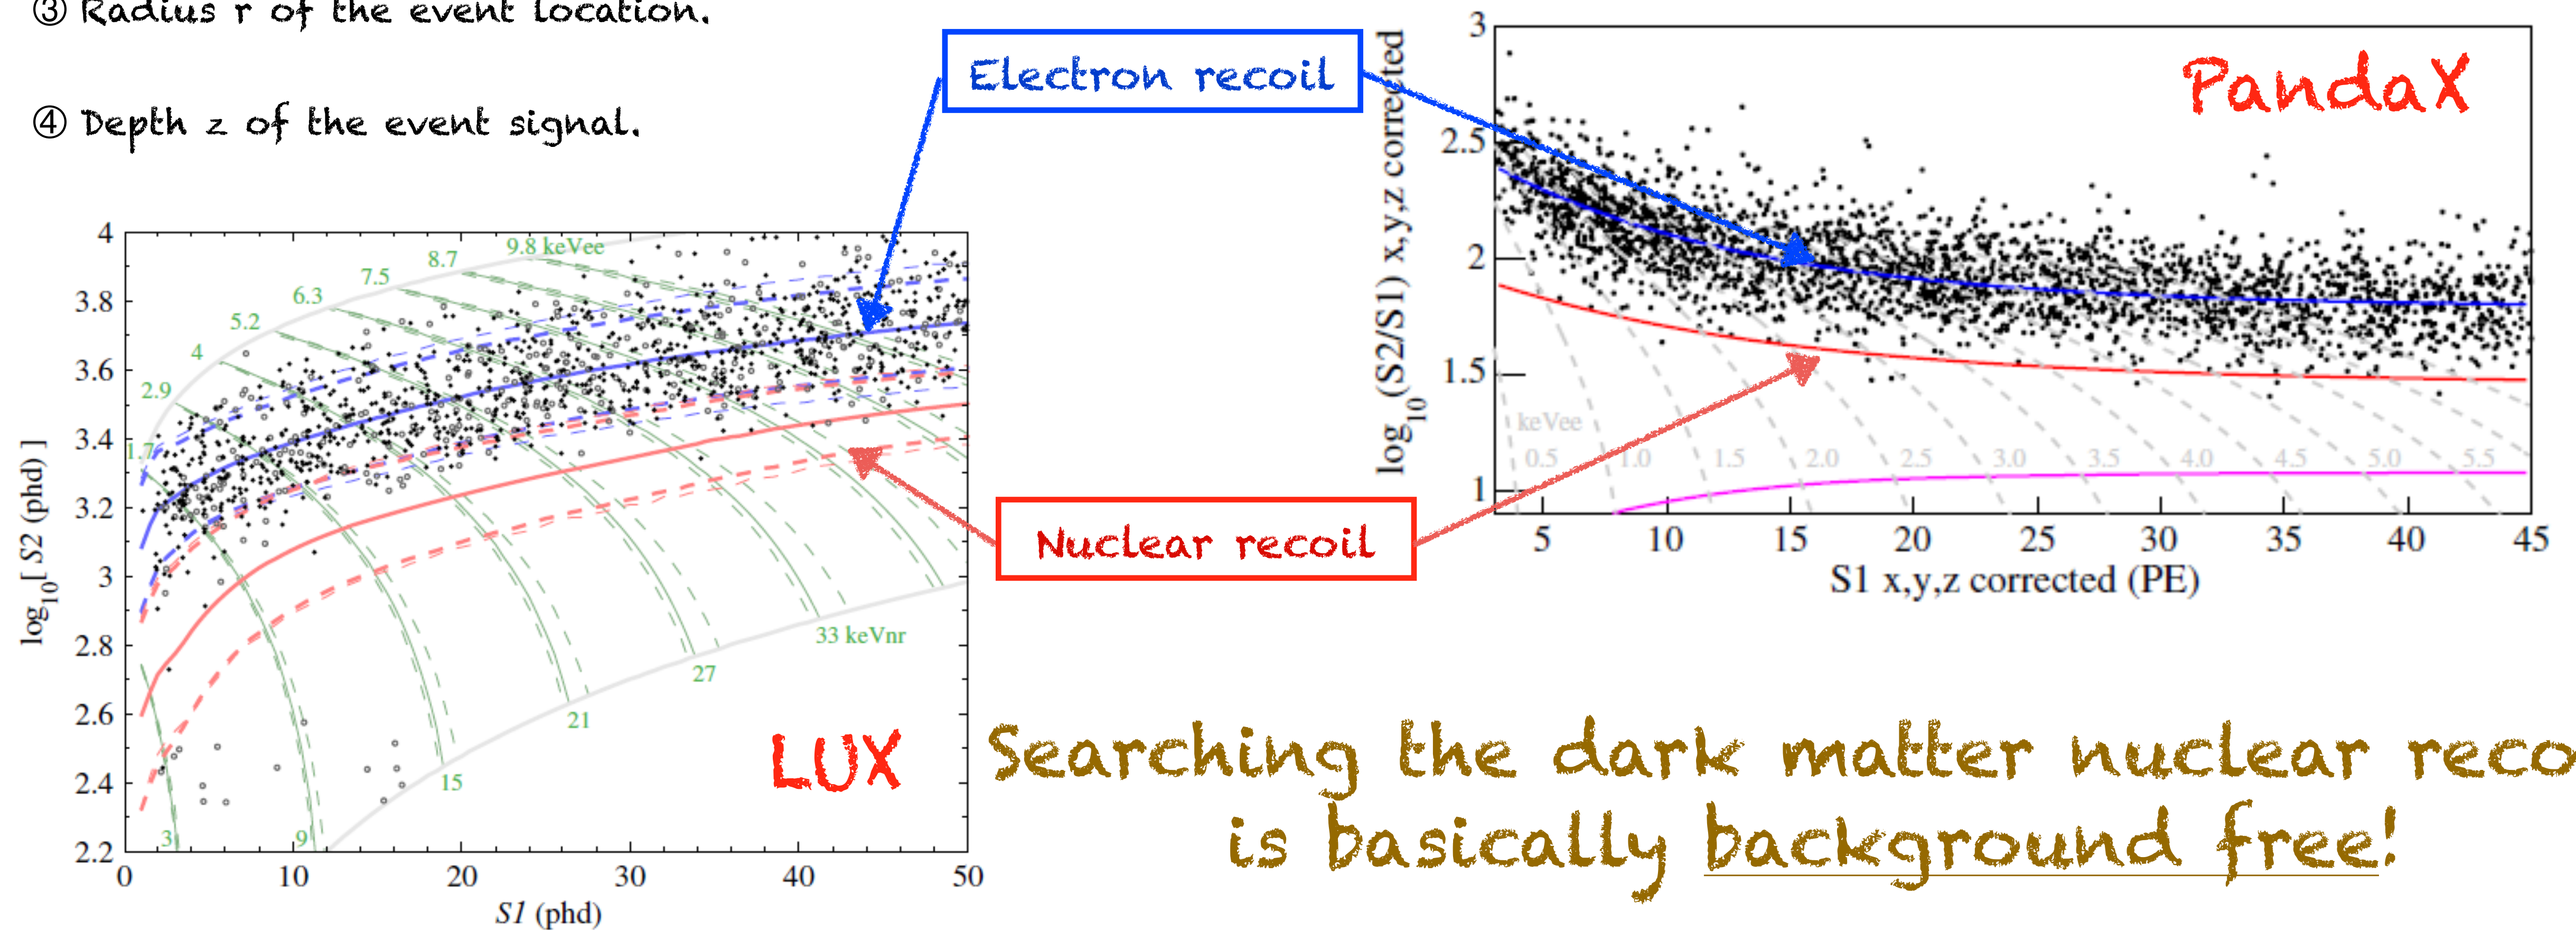 ③ Radius r of the event location.
④ Depth z of the event signal.
Electron recoil
Nuclear recoil
4
3.8
3.6
3.4
3.2
3
2.8
2.6
2.4
2.2
log10[ S2 (phd) ]
0 10 20 30 40 50
S1 (phd)
1.7
2.9
4
5.2
6.3
7.5
8.7
9.8 keVee
3
9
15
21
27
33 keVnr
LUX
PandaX
3
2.5
2
1.5
1
log10(S2/S1) x,y,z corrected
keVee
0.5 1.0 1.5 2.0 2.5 3.0 3.5 4.0 4.5 5.0 5.5
5 10 15 20 25 30 35 40 45
S1 x,y,z corrected (PE)
Searching the dark matter nuclear reco
is basically background free!